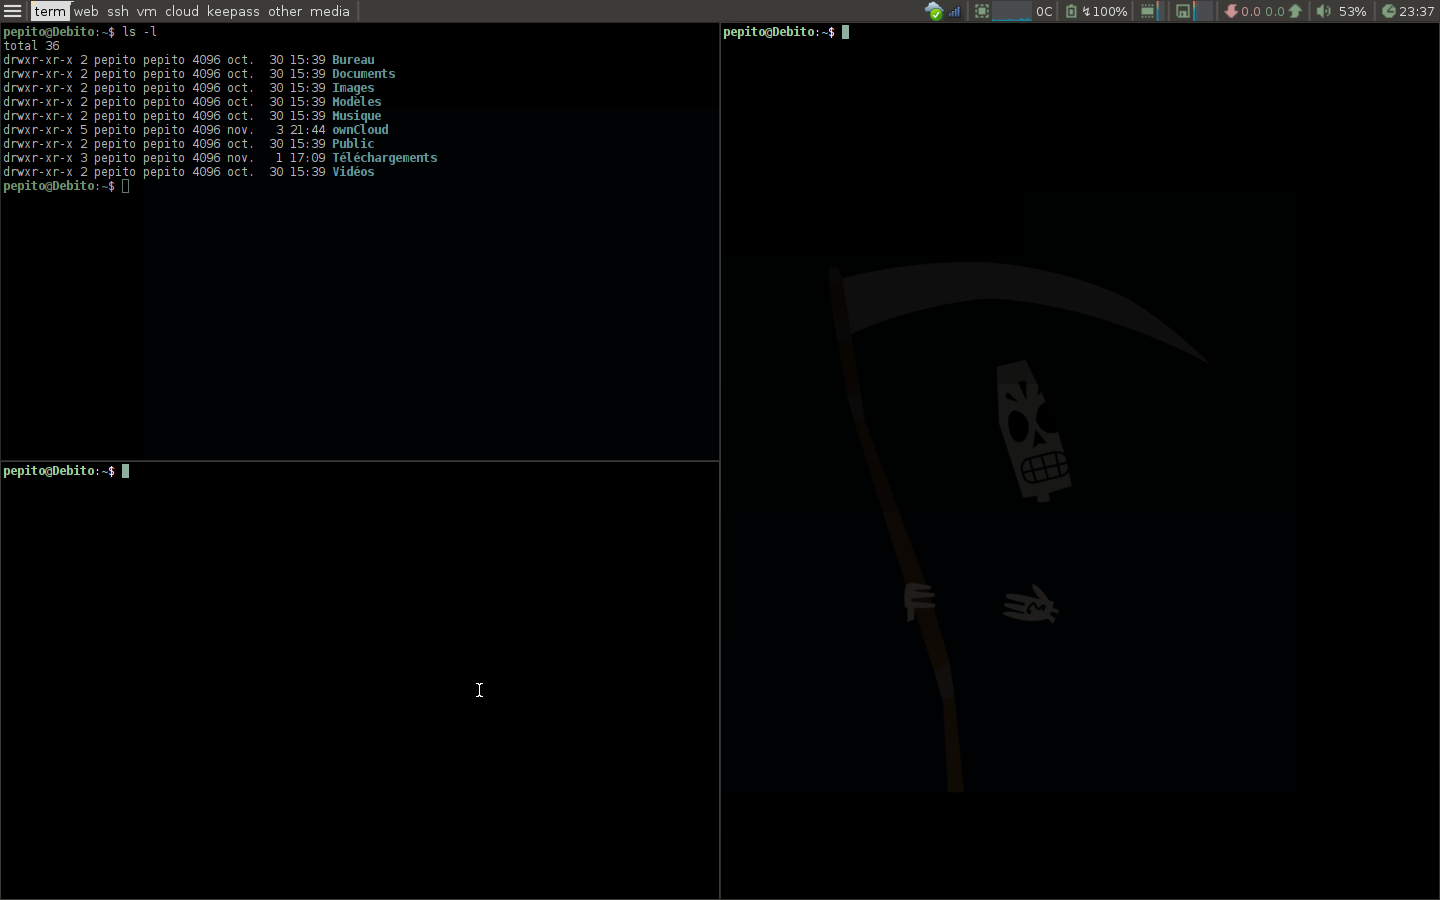 term web ssh vm cloud keepass other media 0C ↯100% 0.0 0.0 53% 23:37
pepito@Debito:~$ ls -l
total 36
drwxr-xr-x 2 pepito pepito 4096 oct.  30 15:39 Bureau
drwxr-xr-x 2 pepito pepito 4096 oct.  30 15:39 Documents
drwxr-xr-x 2 pepito pepito 4096 oct.  30 15:39 Images
drwxr-xr-x 2 pepito pepito 4096 oct.  30 15:39 Modèles
drwxr-xr-x 2 pepito pepito 4096 oct.  30 15:39 Musique
drwxr-xr-x 5 pepito pepito 4096 nov.   3 21:44 ownCloud
drwxr-xr-x 2 pepito pepito 4096 oct.  30 15:39 Public
drwxr-xr-x 3 pepito pepito 4096 nov.   1 17:09 Téléchargements
drwxr-xr-x 2 pepito pepito 4096 oct.  30 15:39 Vidéos
pepito@Debito:~$
pepito@Debito:~$
pepito@Debito:~$